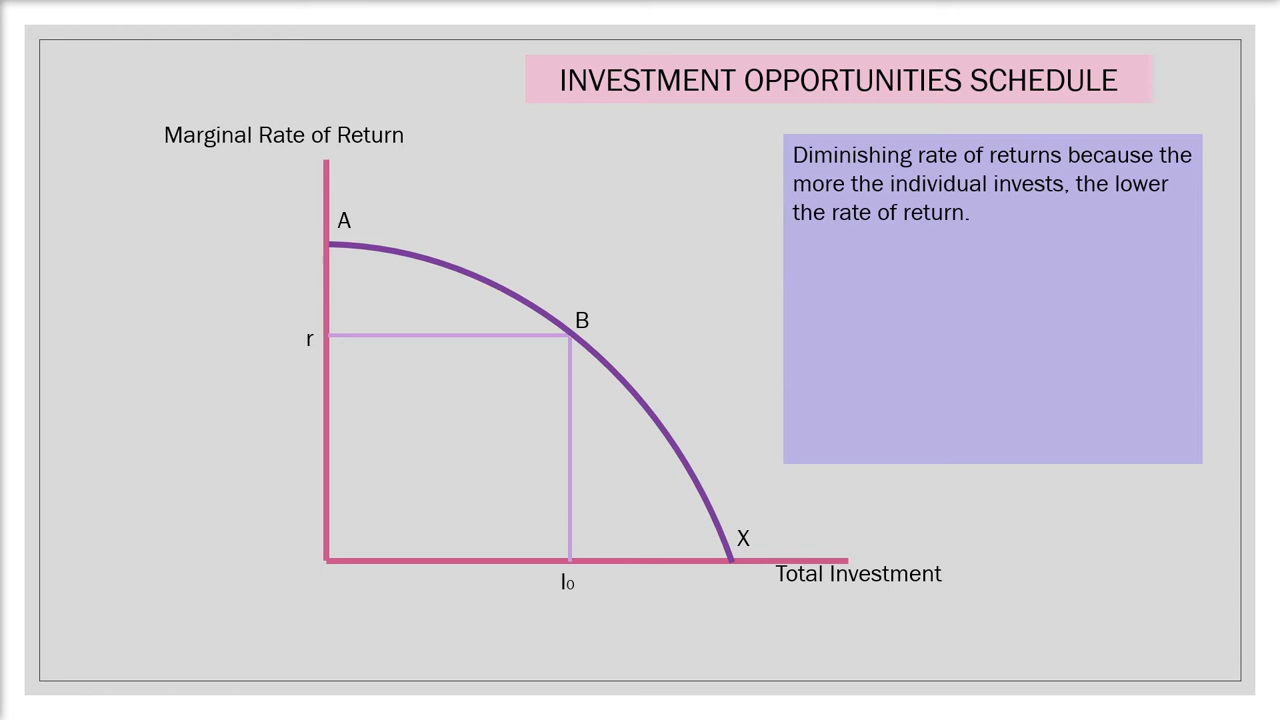 INVESTMENT OPPORTUNITIES SCHEDULE
Marginal Rate of Return
Diminishing rate of returns because the
more the individual invests, the lower
the rate of return.
A
B
r
X
Total Investment
I₀